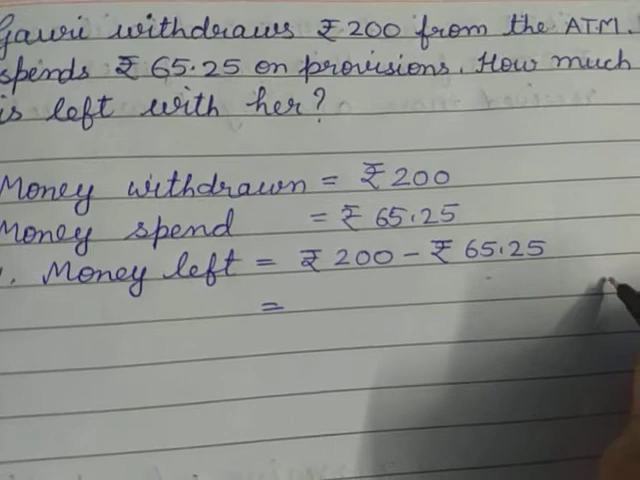 Gauri withdraws ₹200 from the ATM.
spends ₹ 65.25 on provisions. How much
is left with her?
Money withdrawn = ₹200
Money spend = ₹ 65.25
∴ Money left = ₹ 200 - ₹ 65.25
=